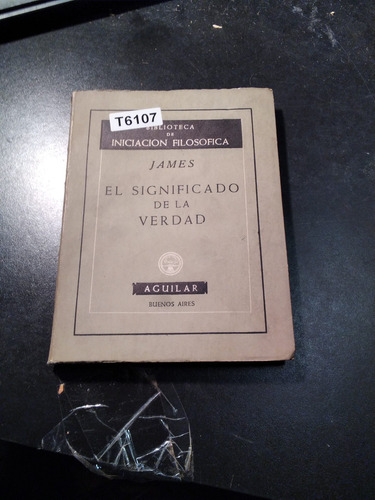 T6107
BIBLIOTECA
DE
INICIACION FILOSOFICA
JAMES
EL SIGNIFICADO
DE LA
VERDAD
AGUILAR
BUENOS AIRES